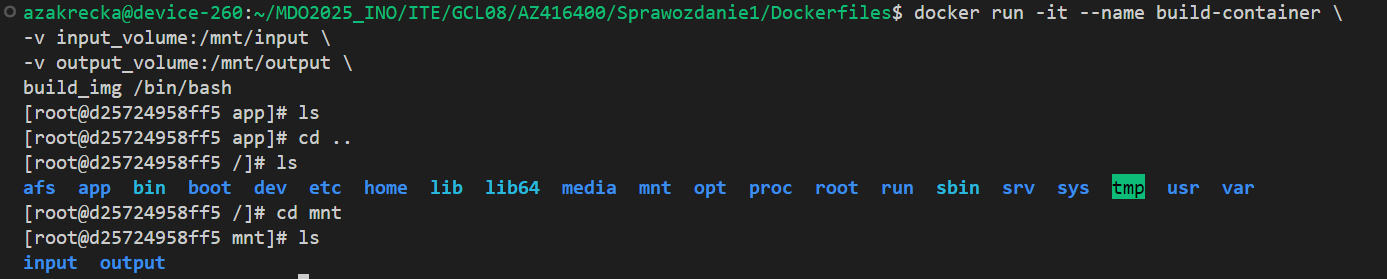 azakrecka@device-260:~/MDO2025_INO/ITE/GCL08/AZ416400/Sprawozdanie1/Dockerfiles$ docker run -it --name build-container \
-v input_volume:/mnt/input \
-v output_volume:/mnt/output \
build_img /bin/bash
[root@d25724958ff5 app]# ls
[root@d25724958ff5 app]# cd ..
[root@d25724958ff5 /]# ls
afs app bin boot dev etc home lib lib64 media mnt opt proc root run sbin srv sys tmp usr var
[root@d25724958ff5 /]# cd mnt
[root@d25724958ff5 mnt]# ls
input output